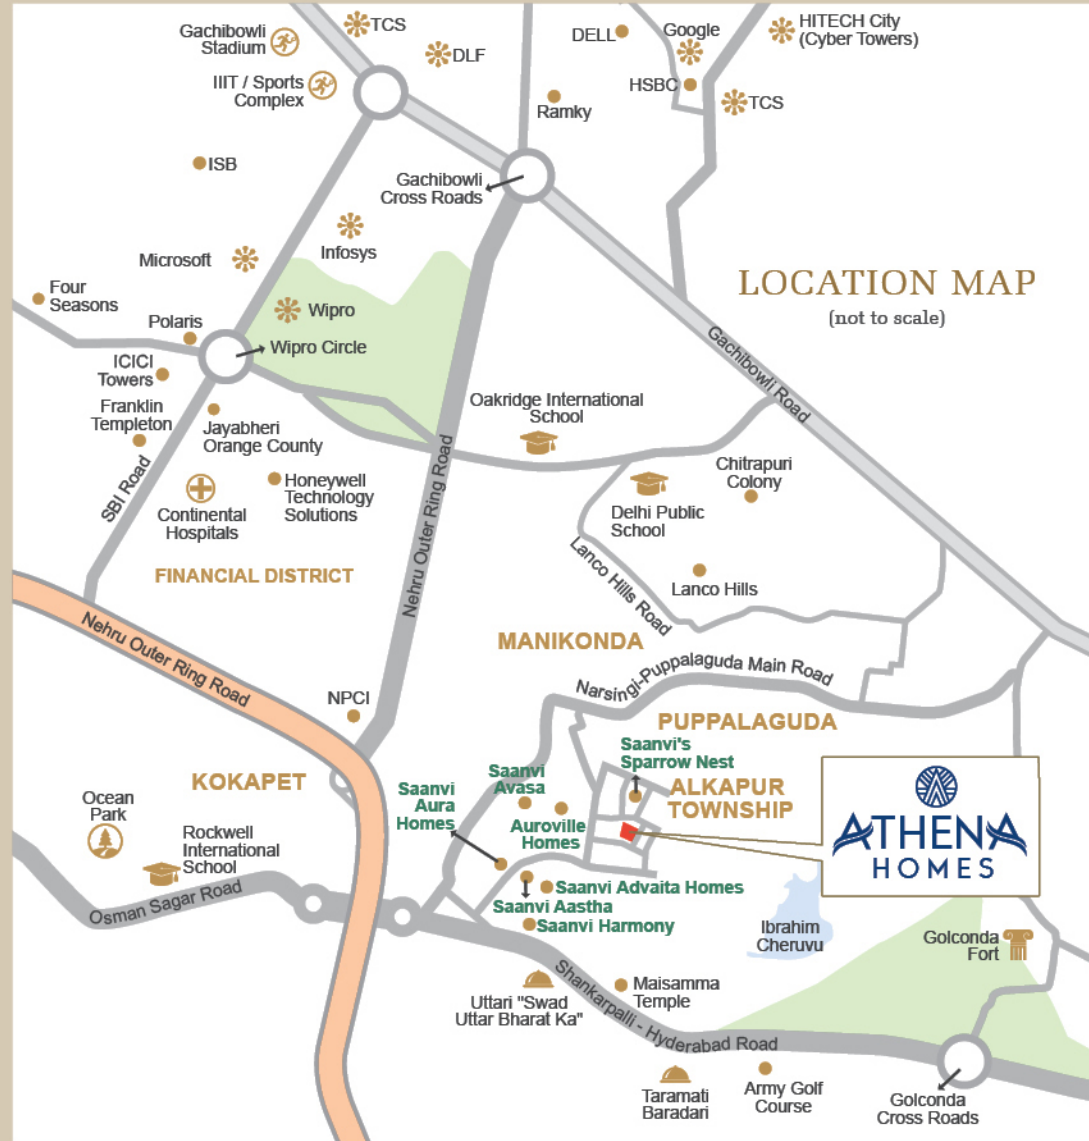 Gachibowli
Stadium
TCS
DLF
IIIT / Sports
Complex
DELL
Google
HITECH City
(Cyber Towers)
HSBC
TCS
Ramky
ISB
Gachibowli
Cross Roads
Infosys
Microsoft
Four
Seasons
Wipro
Polaris
Wipro Circle
ICICI
Towers
LOCATION MAP
(not to scale)
Gachibowli Road
Franklin
Templeton
Jayabheri
Orange County
Oakridge International
School
SBI Road
Continental
Hospitals
Honeywell
Technology
Solutions
Nehru Outer Ring Road
Chitrapuri
Colony
Delhi Public
School
Lanco Hills Road
Lanco Hills
FINANCIAL DISTRICT
Nehru Outer Ring Road
MANIKONDA
Narsingi-Puppalaguda Main Road
NPCI
PUPPALAGUDA
Saanvi's
Sparrow Nest
KOKAPET
Saanvi
Avasa
Saanvi
Aura
Homes
ALKAPUR
TOWNSHIP
Auroville
Homes
ATHENA
HOMES
Ocean
Park
Rockwell
International
School
Osman Sagar Road
Saanvi Advaita Homes
Saanvi Aastha
Saanvi Harmony
Ibrahim
Cheruvu
Golconda
Fort
Uttari "Swad
Uttar Bharat Ka"
Maisamma
Temple
Shankarpalli - Hyderabad Road
Taramati
Baradari
Army Golf
Course
Golconda
Cross Roads